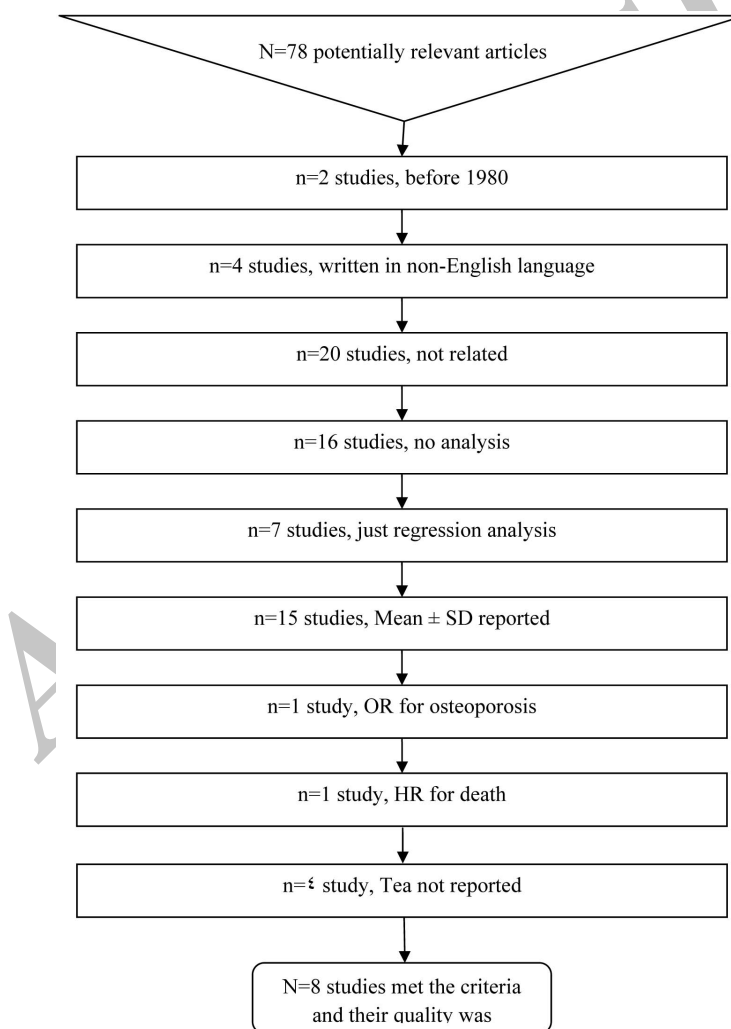 N=78 potentially relevant articles
n=2 studies, before 1980
n=4 studies, written in non-English language
n=20 studies, not related
n=16 studies, no analysis
n=7 studies, just regression analysis
n=15 studies, Mean ± SD reported
n=1 study, OR for osteoporosis
n=1 study, HR for death
n=٤ study, Tea not reported
N=8 studies met the criteria
and their quality was